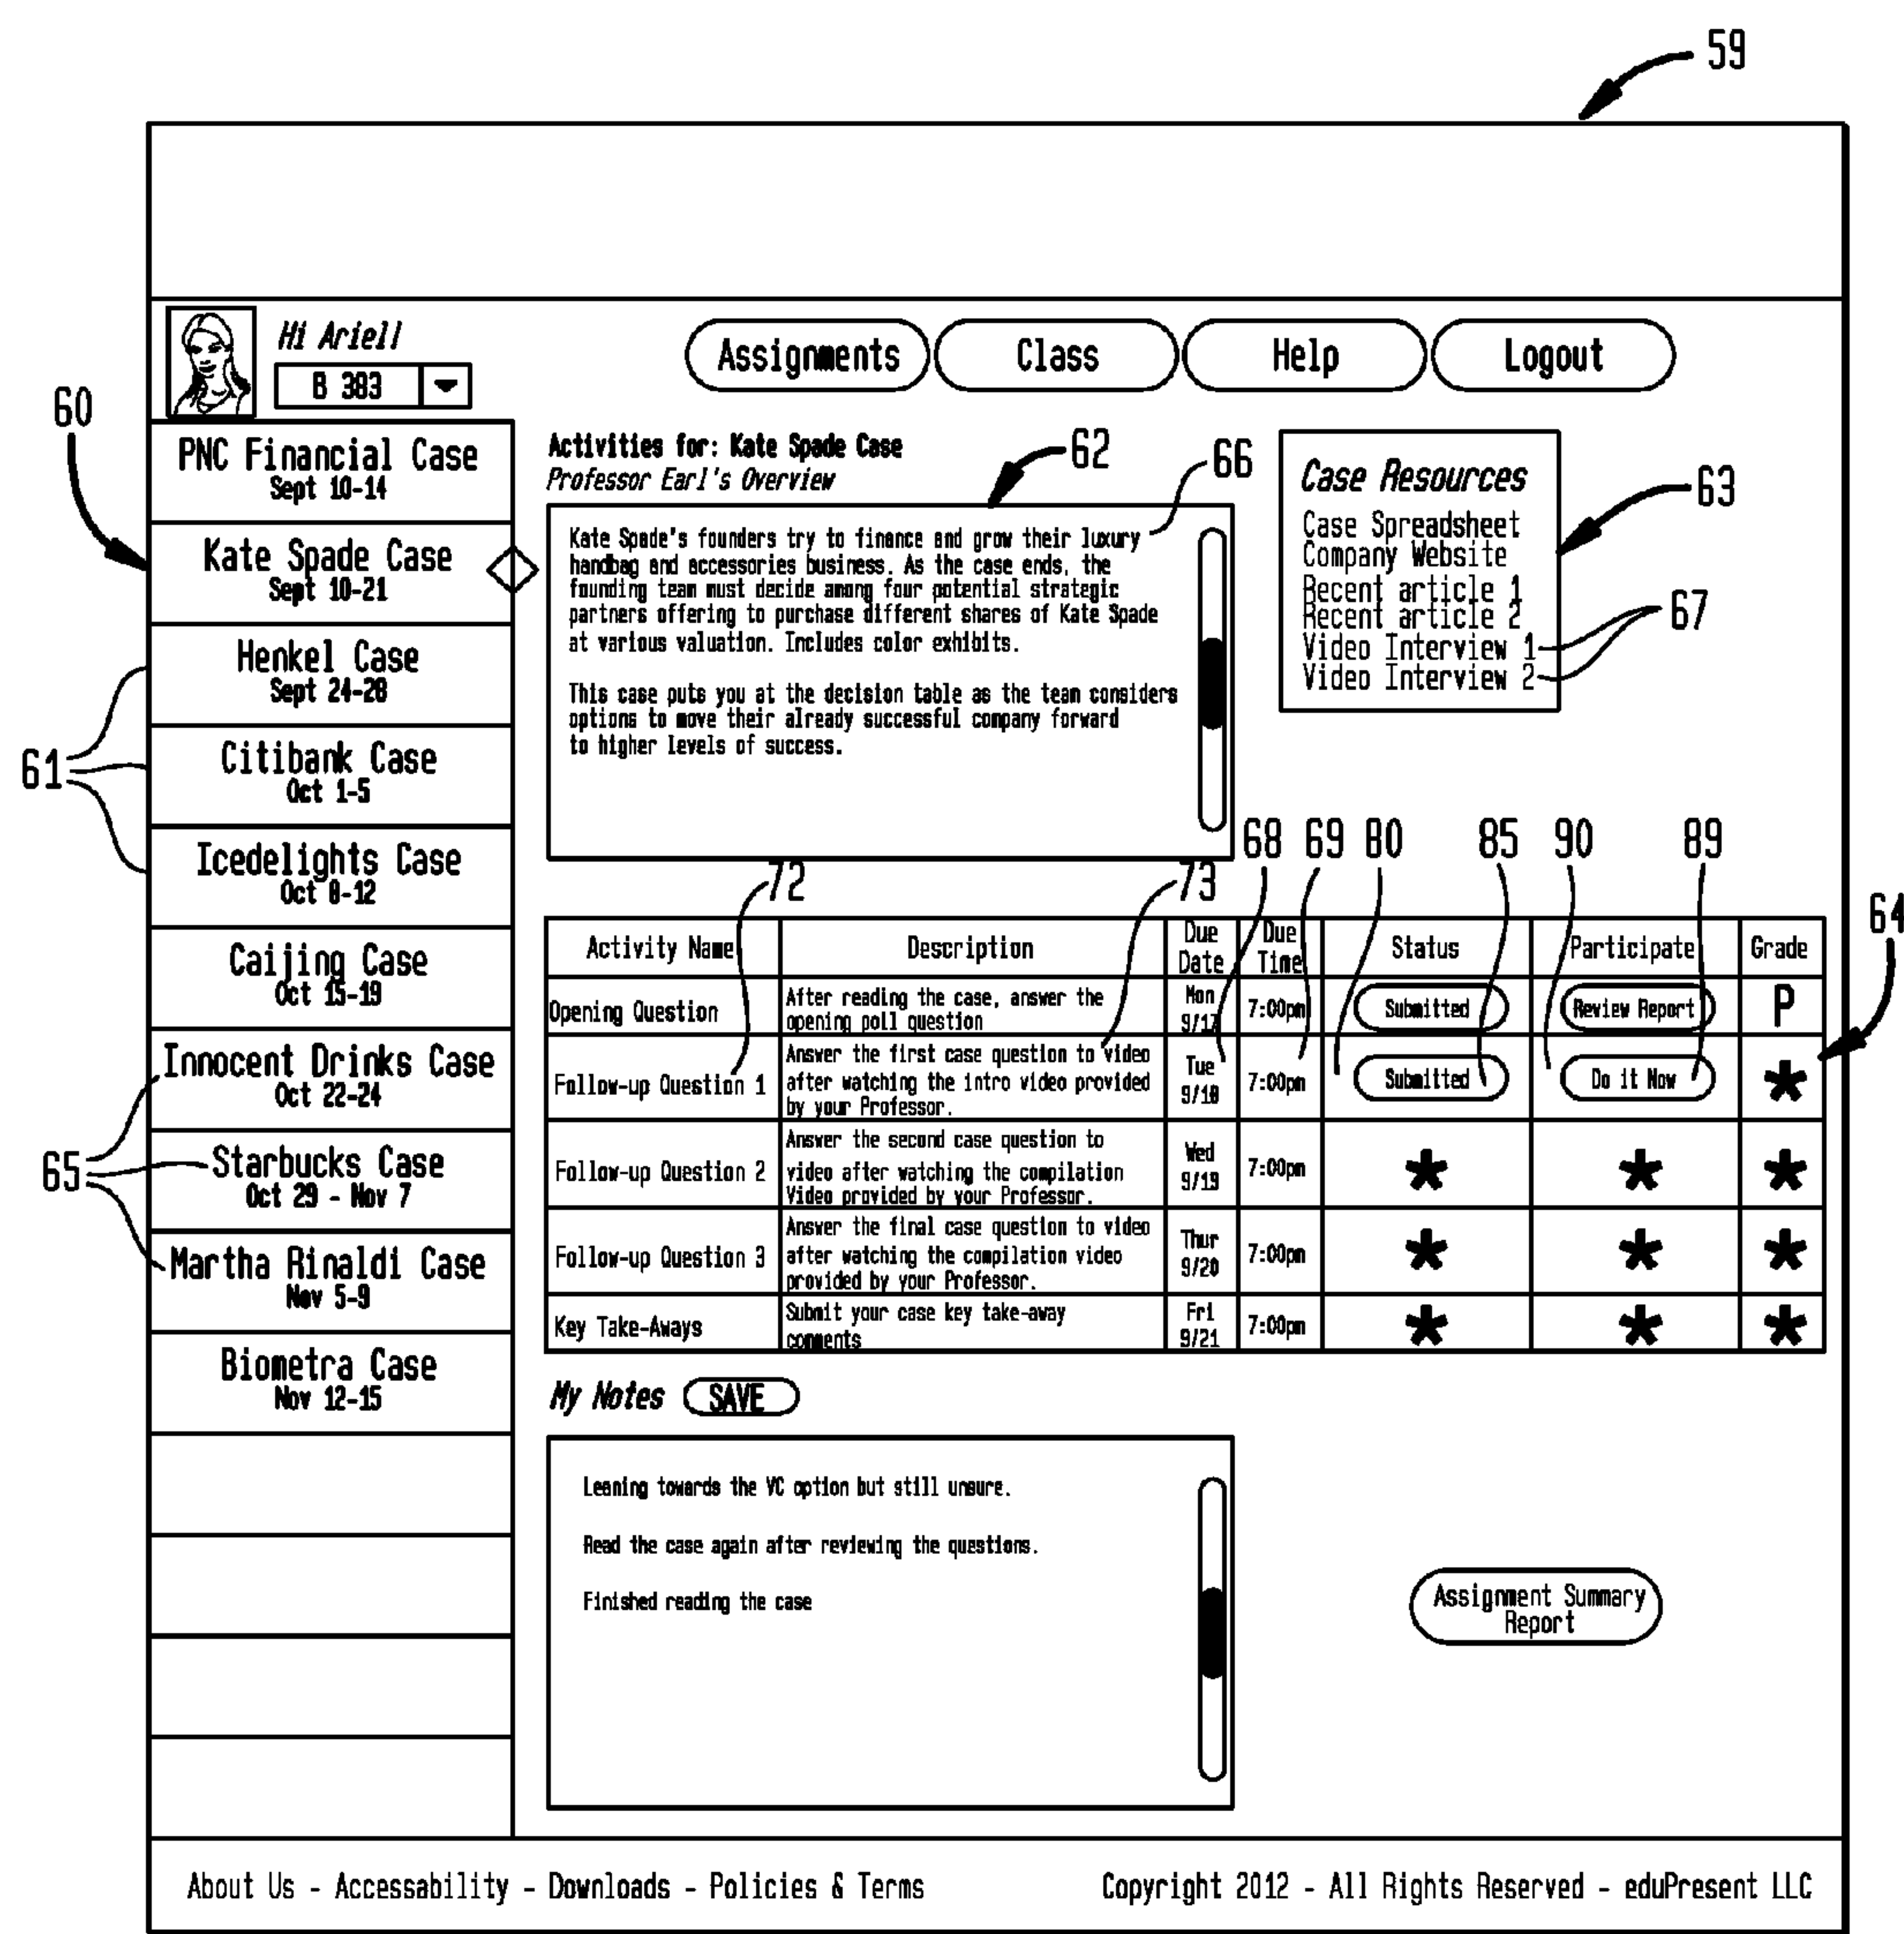 59
Hi Ariell
B 383
Assignments
Class
Help
Logout
60
PNC Financial Case
Sept 10-14
Kate Spade Case
Sept 10-21
Henkel Case
Sept 24-28
61
Citibank Case
Oct 1-5
Icedelights Case
Oct 8-12
Caijing Case
Oct 15-19
Innocent Drinks Case
Oct 22-24
65
Starbucks Case
Oct 29 - Nov 7
Martha Rinaldi Case
Nov 5-9
Biometra Case
Nov 12-15
Activities for: Kate Spade Case
Professor Earl's Overview
62
66
Kate Spade's founders try to finance and grow their luxury
handbag and accessories business. As the case ends, the
founding team must decide among four potential strategic
partners offering to purchase different shares of Kate Spade
at various valuation. Includes color exhibits.
This case puts you at the decision table as the team considers
options to move their already successful company forward
to higher levels of success.
Case Resources
63
Case Spreadsheet
Company Website
Recent article 1
Recent article 2
Video Interview 1
Video Interview 2
67
72
73
68
69
80
85
90
89
64
Activity Name
Description
Due
Date
Due
Time
Status
Participate
Grade
Opening Question
After reading the case, answer the
opening poll question
Mon
9/17
7:00pm
Submitted
Review Report
P
Follow-up Question 1
Answer the first case question to video
after watching the intro video provided
by your Professor.
Tue
9/18
7:00pm
Submitted
Do it Now
*
Follow-up Question 2
Answer the second case question to
video after watching the compilation
Video provided by your Professor.
Wed
9/19
7:00pm
*
*
*
Follow-up Question 3
Answer the final case question to video
after watching the compilation video
provided by your Professor.
Thur
9/20
7:00pm
*
*
*
Key Take-Aways
Submit your case key take-away
comments
Fri
9/21
7:00pm
*
*
*
My Notes
SAVE
Leaning towards the VC option but still unsure.
Read the case again after reviewing the questions.
Finished reading the case
Assignment Summary
Report
About Us - Accessability - Downloads - Policies & Terms
Copyright 2012 - All Rights Reserved - eduPresent LLC